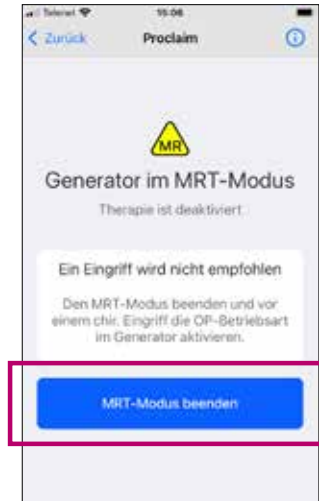 Telenet 15:06
Zurück Proclaim
MR
Generator im MRT-Modus
Therapie ist deaktiviert
Ein Eingriff wird nicht empfohlen
Den MRT-Modus beenden und vor
einem chir. Eingriff die OP-Betriebsart
im Generator aktivieren.
MRT-Modus beenden